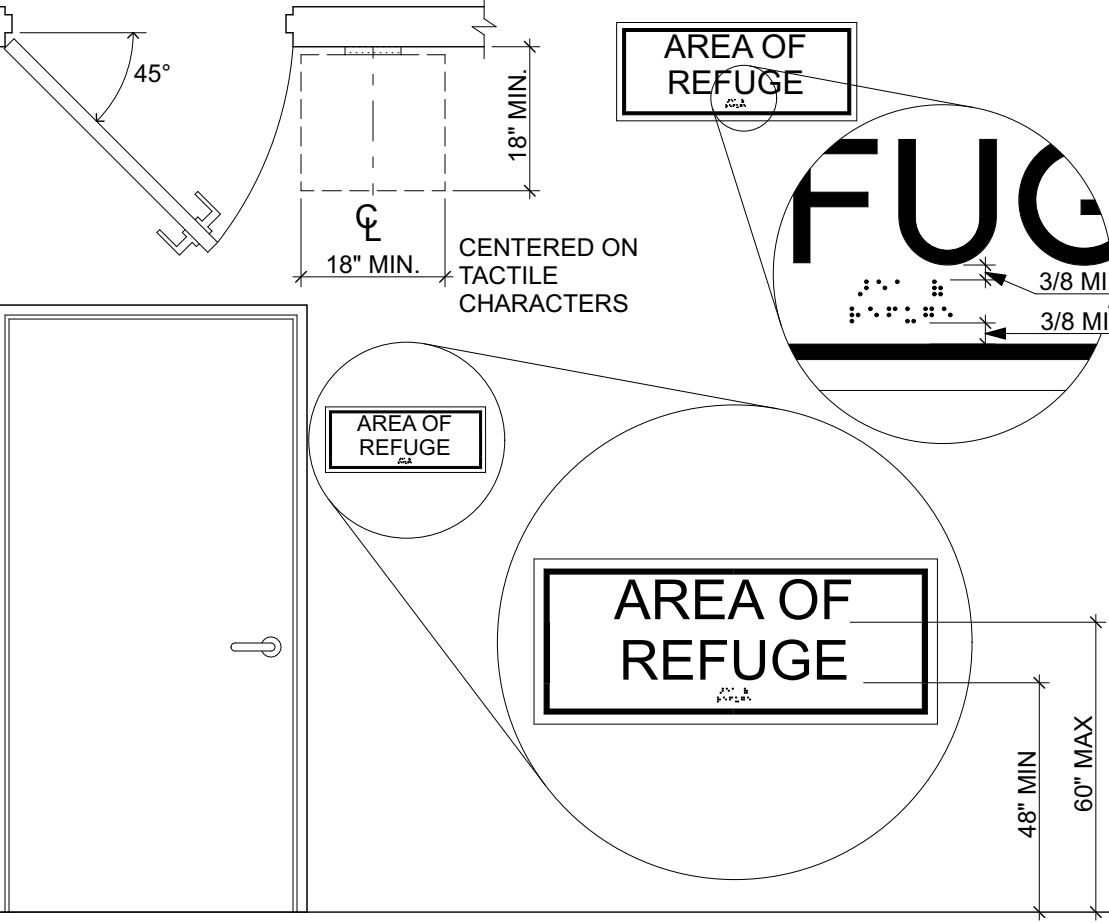 45°
18" MIN.
℄
18" MIN.
CENTERED ON
TACTILE
CHARACTERS
AREA OF
REFUGE
FUG
3/8 MI
3/8 MI
AREA OF
REFUGE
AREA OF
REFUGE
48" MIN
60" MAX